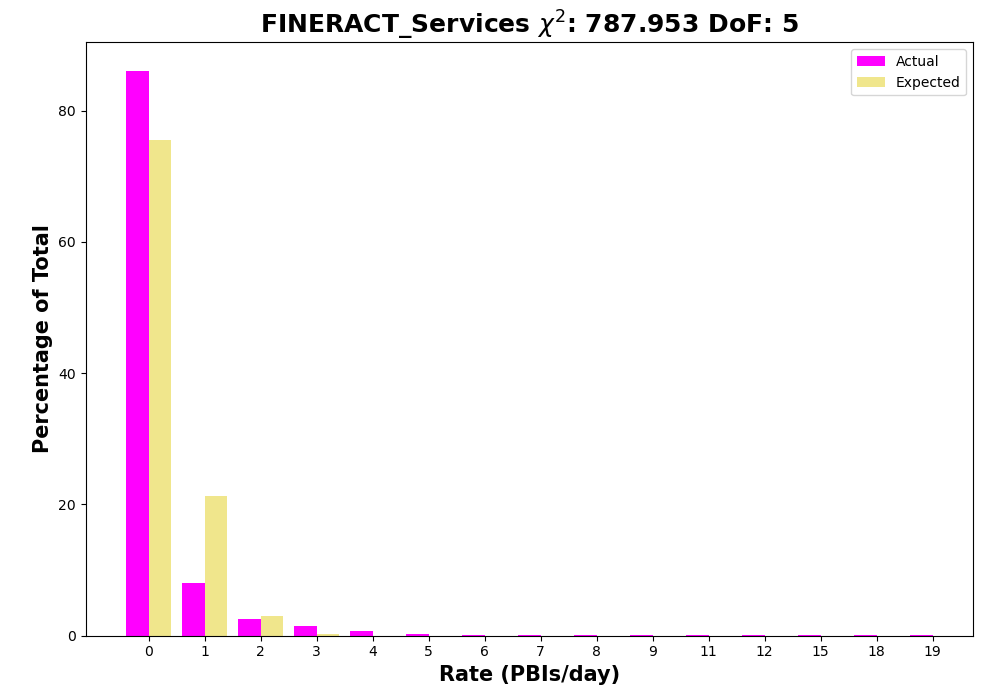 FINERACT_Services χ²: 787.953 DoF: 5
Actual
Expected
Percentage of Total
80
60
40
20
0
0 1 2 3 4 5 6 7 8 9 11 12 15 18 19
Rate (PBIs/day)